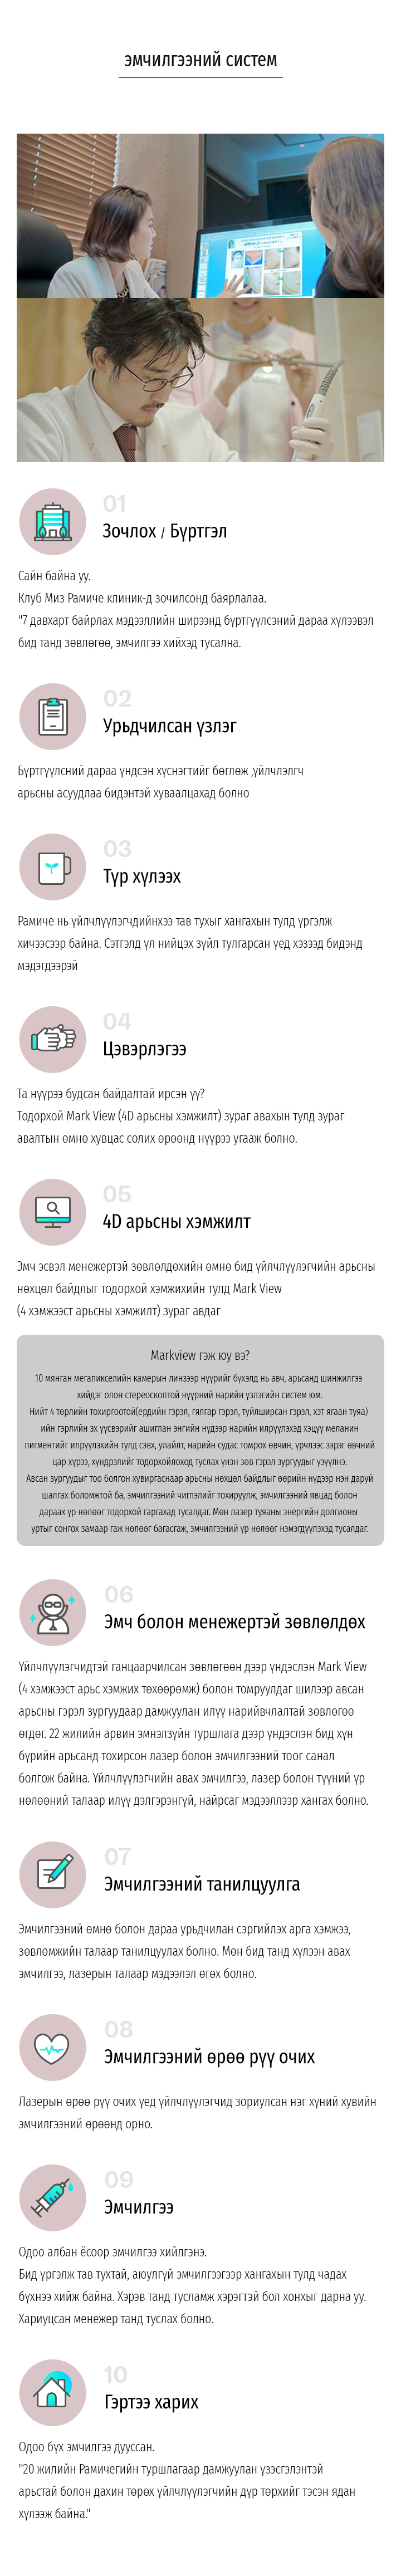 эмчилгээний систем
01
Зочлох / Бүртгэл
Сайн байна уу.
Клуб Миз Рамиче клиник-д зочилсонд баярлалаа.
"7 давхарт байрлах мэдээллийн ширээнд бүртгүүлсэний дараа хүлээвэл
бид танд зөвлөгөө, эмчилгээ хийхэд тусална.
02
Урьдчилсан үзлэг
Бүртгүүлсний дараа үндсэн хүснэгтийг бөглөж ,үйлчлэлгч
арьсны асуудлаа бидэнтэй хуваалцахад болно
03
Түр хүлээх
Рамиче нь үйлчлүүлэгчдийнхээ тав тухыг хангахын тулд үргэлж
хичээсээр байна. Сэтгэлд үл нийцэх зүйл тулгарсан үед хэзээд бидэнд
мэдэгдээрэй
04
Цэвэрлэгээ
Та нүүрээ будсан байдалтай ирсэн үү?
Тодорхой Mark View (4D арьсны хэмжилт) зураг авахын тулд зураг
авалтын өмнө хувцас солих өрөөнд нүүрээ угааж болно.
05
4D арьсны хэмжилт
Эмч эсвэл менежертэй зөвлөлдөхийн өмнө бид үйлчлүүлэгчийн арьсны
нөхцөл байдлыг тодорхой хэмжихийн тулд Mark View
(4 хэмжээст арьсны хэмжилт) зураг авдаг
Markview гэж юу вэ?
10 мянган мегапикселийн камерын линзээр нүүрийг бүхэлд нь авч, арьсанд шинжилгээ
хийдэг олон стереоскоптой нүүрний нарийн үзлэгийн систем юм.
Нийт 4 төрлийн тохиргоотой(ердийн гэрэл, гялгар гэрэл, туйлширсан гэрэл, хэт ягаан туяа)
ийн гэрлийн эх үүсвэрийг ашиглан энгийн нүдээр нарийн илрүүлэхэд хэцүү меланин
пигментийг илрүүлэхийн тулд сэвх, улайлт, нарийн судас томрох өвчин, үрчлээс зэрэг өвчний
цар хүрээ, хүндрэлийг тодорхойлоход туслах үнэн зөв гэрэл зургуудыг үзүүлнэ.
Авсан зургуудыг тоо болгон хувиргаснаар арьсны нөхцөл байдлыг өөрийн нүдээр нэн даруй
шалгах боломжтой ба, эмчилгээний чиглэлийг тохируулж, эмчилгээний явцад болон
дараах үр нөлөөг тодорхой гаргахад тусалдаг. Мөн лазер туяаны энергийн долгионы
уртыг сонгох замаар гаж нөлөөг багасгаж, эмчилгээний үр нөлөөг нэмэгдүүлэхэд тусалдаг.
06
Эмч болон менежертэй зөвлөлдөх
Үйлчлүүлэгчидтэй ганцаарчилсан зөвлөгөөн дээр үндэслэн Mark View
(4 хэмжээст арьс хэмжих төхөөрөмж) болон томруулдаг шилээр авсан
арьсны гэрэл зургуудаар дамжуулан илүү нарийвчлалтай зөвлөгөө
өгдөг. 22 жилийн арвин эмнэлзүйн туршлага дээр үндэслэн бид хүн
бүрийн арьсанд тохирсон лазер болон эмчилгээний тоог санал
болгож байна. Үйлчлүүлэгчийн авах эмчилгээ, лазер болон түүний үр
нөлөөний талаар илүү дэлгэрэнгүй, найрсаг мэдээллээр хангах болно.
07
Эмчилгээний танилцуулга
Эмчилгээний өмнө болон дараа урьдчилан сэргийлэх арга хэмжээ,
зөвлөмжийн талаар танилцуулах болно. Мөн бид танд хүлээн авах
эмчилгээ, лазерын талаар мэдээлэл өгөх болно.
08
Эмчилгээний өрөө рүү очих
Лазерын өрөө рүү очих үед үйлчлүүлэгчид зориулсан нэг хүний хувийн
эмчилгээний өрөөнд орно.
09
Эмчилгээ
Одоо албан ёсоор эмчилгээ хийлгэнэ.
Бид үргэлж тав тухтай, аюулгүй эмчилгээгээр хангахын тулд чадах
бүхнээ хийж байна. Хэрэв танд тусламж хэрэгтэй бол хонхыг дарна уу.
Хариуцсан менежер танд туслах болно.
10
Гэртээ харих
Одоо бүх эмчилгээ дууссан.
"20 жилийн Рамичегийн туршлагаар дамжуулан үзэсгэлэнтэй
арьстай болон дахин төрөх үйлчлүүлэгчийн дүр төрхийг тэсэн ядан
хүлээж байна."